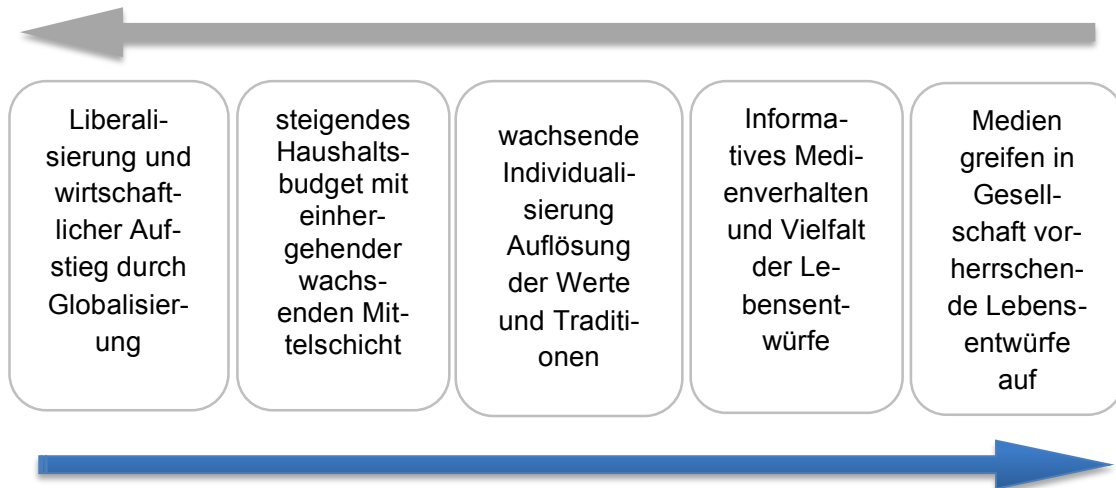 Liberali-
sierung und
wirtschaft-
licher Auf-
stieg durch
Globalisier-
ung
steigendes
Haushalts-
budget mit
einher-
gehender
wachs-
enden Mit-
telschicht
wachsende
Individuali-
sierung
Auflösung
der Werte
und Traditi-
onen
Informa-
tives Medi-
enverhalten
und Vielfalt
der Le-
bensent-
würfe
Medien
greifen in
Gesell-
schaft vor-
herrschen-
de Lebens-
entwürfe
auf